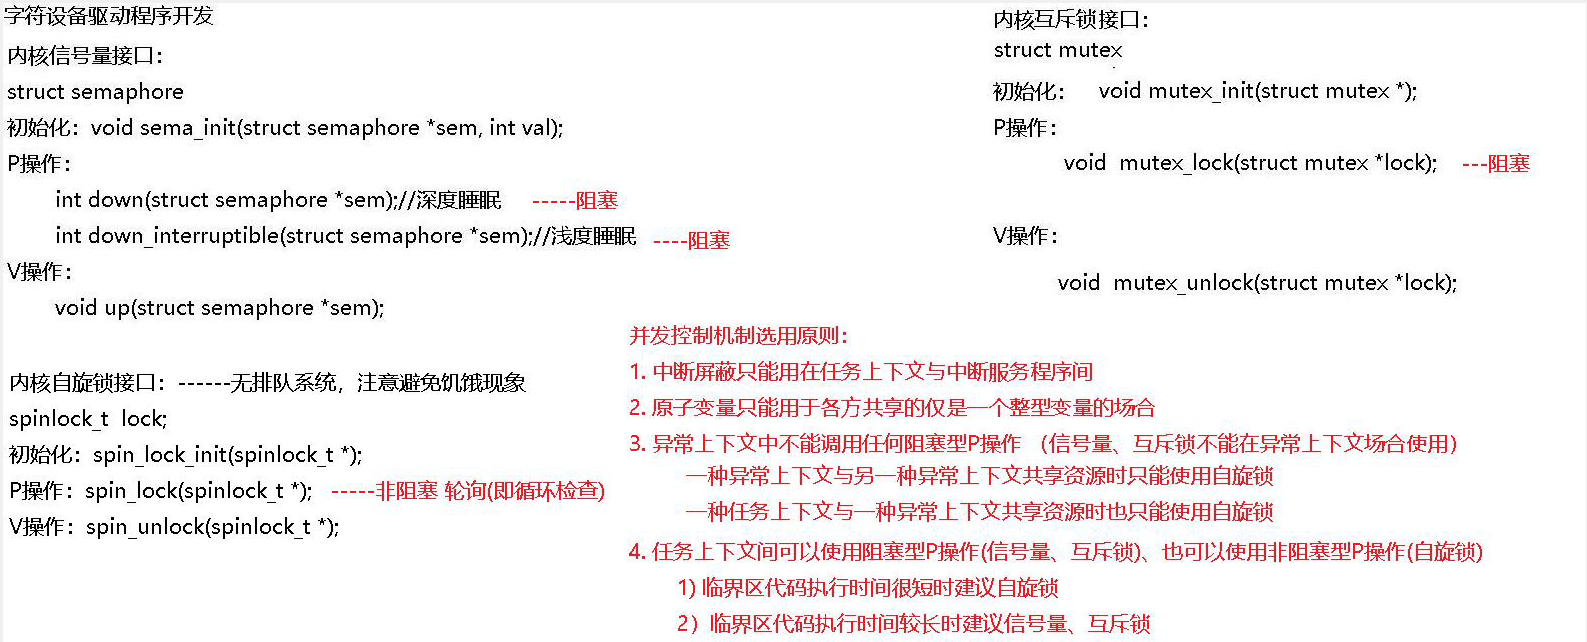 字符设备驱动程序开发
内核信号量接口：
struct semaphore
初始化：void sema_init(struct semaphore *sem, int val);
P操作：
int down(struct semaphore *sem);//深度睡眠 -----阻塞
int down_interruptible(struct semaphore *sem);//浅度睡眠 ----阻塞
V操作：
void up(struct semaphore *sem);
内核自旋锁接口：------无排队系统，注意避免饥饿现象
spinlock_t lock;
初始化：spin_lock_init(spinlock_t *);
P操作：spin_lock(spinlock_t *); -----非阻塞 轮询(即循环检查)
V操作：spin_unlock(spinlock_t *);
内核互斥锁接口：
struct mutex
初始化： void mutex_init(struct mutex *);
P操作：
void mutex_lock(struct mutex *lock); ---阻塞
V操作：
void mutex_unlock(struct mutex *lock);
并发控制机制选用原则：
1. 中断屏蔽只能用在任务上下文与中断服务程序间
2. 原子变量只能用于各方共享的仅是一个整型变量的场合
3. 异常上下文中不能调用任何阻塞型P操作 （信号量、互斥锁不能在异常上下文场合使用）
一种异常上下文与另一种异常上下文共享资源时只能使用自旋锁
一种任务上下文与一种异常上下文共享资源时也只能使用自旋锁
4. 任务上下文间可以使用阻塞型P操作(信号量、互斥锁)、也可以使用非阻塞型P操作(自旋锁)
1) 临界区代码执行时间很短时建议自旋锁
2）临界区代码执行时间较长时建议信号量、互斥锁